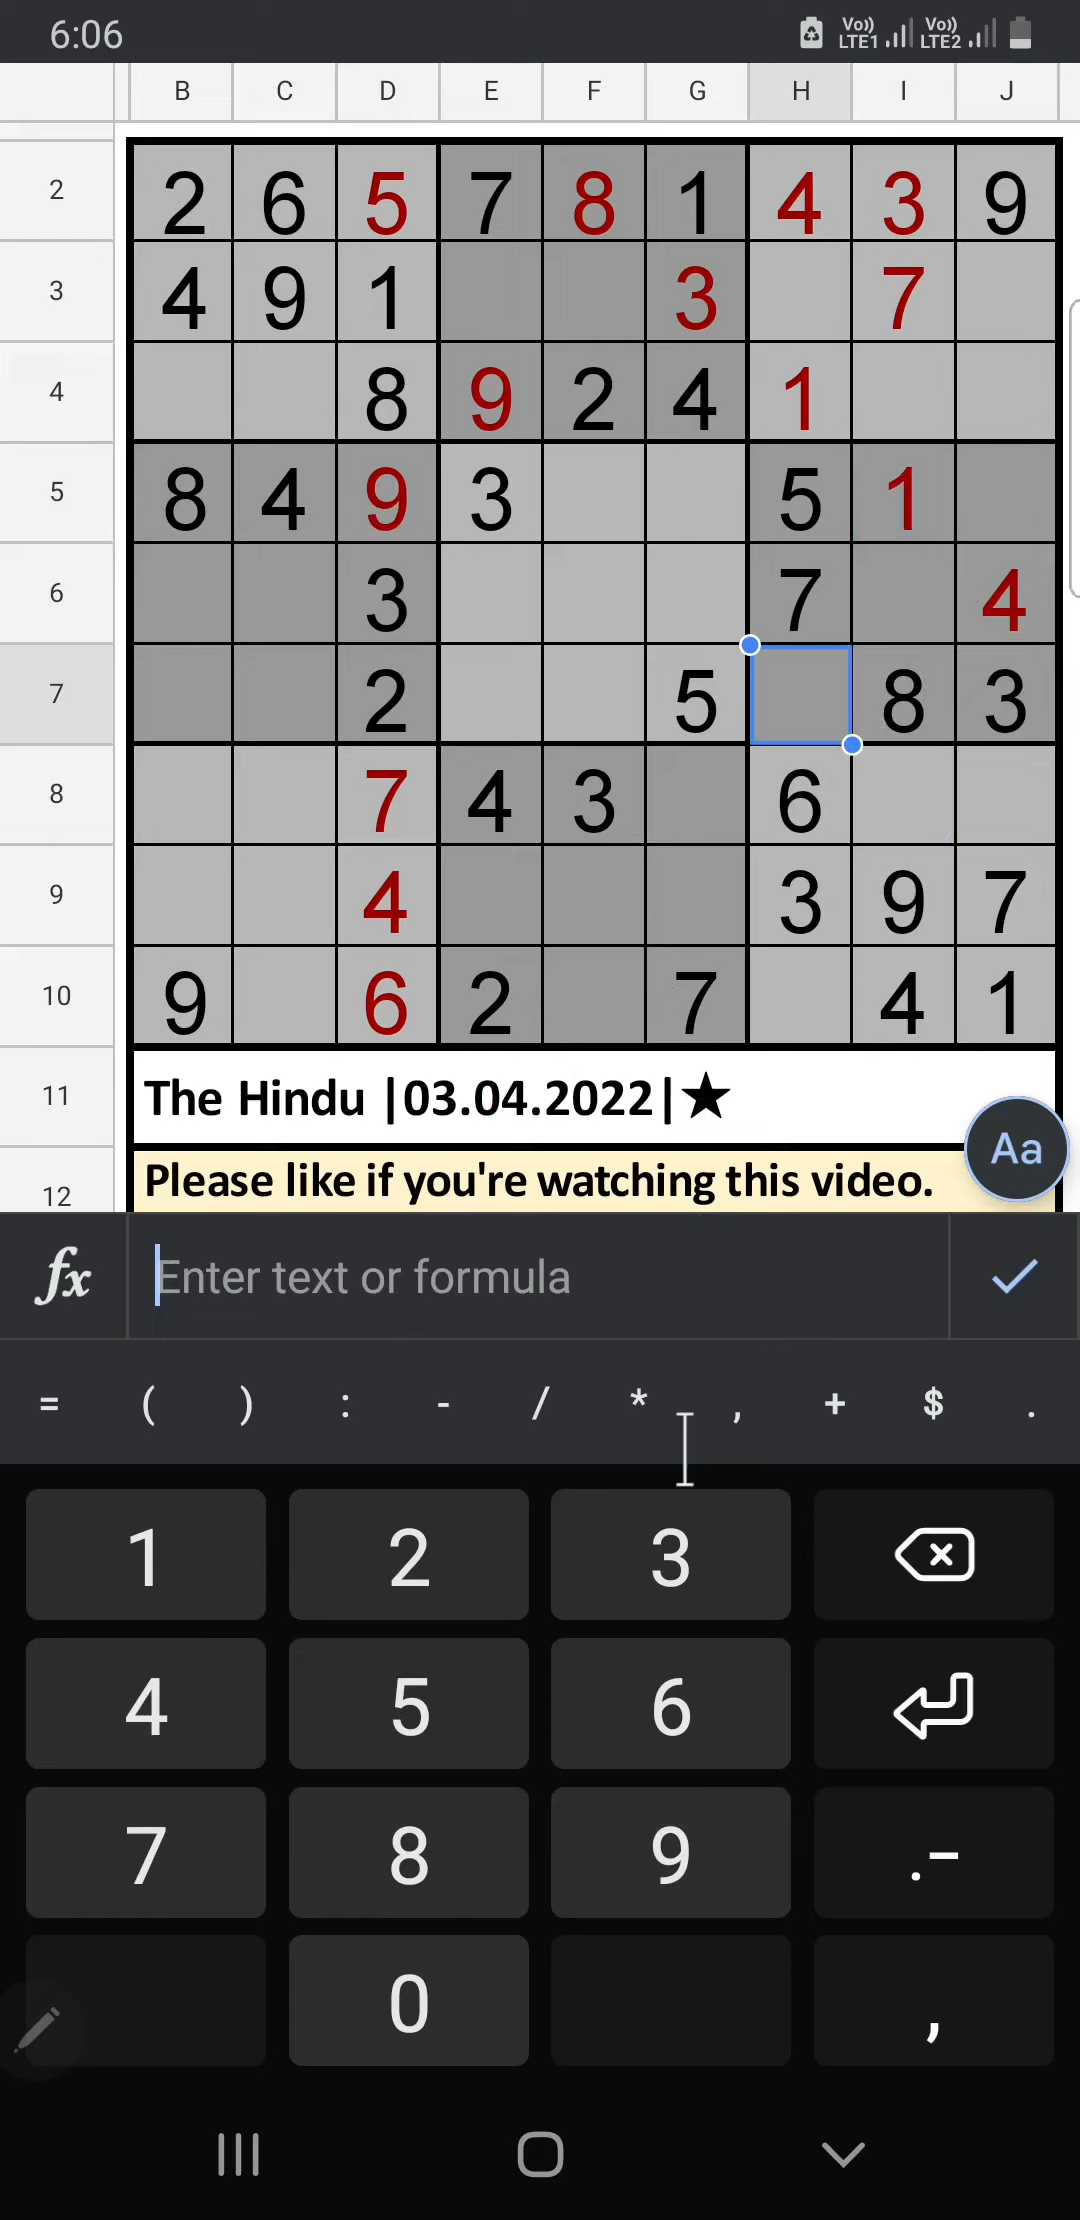 6:06 Vo)) LTE1 Vo)) LTE2
B C D E F G H I J
2 2 6 5 7 8 1 4 3 9
3 4 9 1 3 7
4 8 9 2 4 1
5 8 4 9 3 5 1
6 3 7 4
7 2 5 8 3
8 7 4 3 6
9 4 3 9 7
10 9 6 2 7 4 1
11 The Hindu |03.04.2022|★
Aa
12 Please like if you're watching this video.
fx Enter text or formula
= ( ) : - / * , + $ .
1 2 3
4 5 6
7 8 9 .-
0 ,